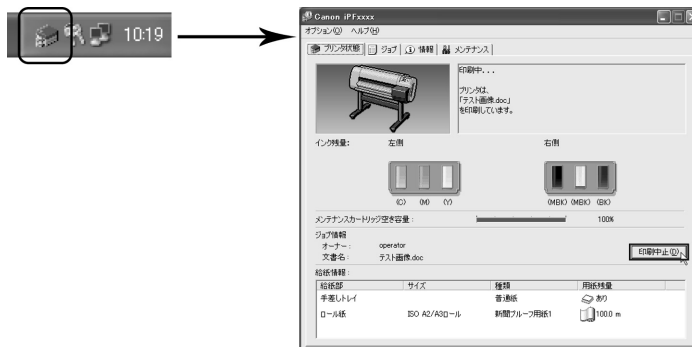 10:19
Canon iPFxxxx
オプション(O) ヘルプ(H)
プリンタ状態 ジョブ 情報 メンテナンス
印刷中...
プリンタは、
「テスト画像.doc」
を印刷しています。
インク残量: 左側 右側
(C) (M) (Y) (MBK) (MBK) (BK)
メンテナンスカートリッジ空き容量: 100%
ジョブ情報
オーナー: operator
文書名: テスト画像.doc
印刷中止(D)
給紙情報:
給紙部 サイズ 種類 用紙残量
手差しトレイ 普通紙 あり
ロール紙 ISO A2/A3ロール 新聞プルーフ用紙1 100.0 m